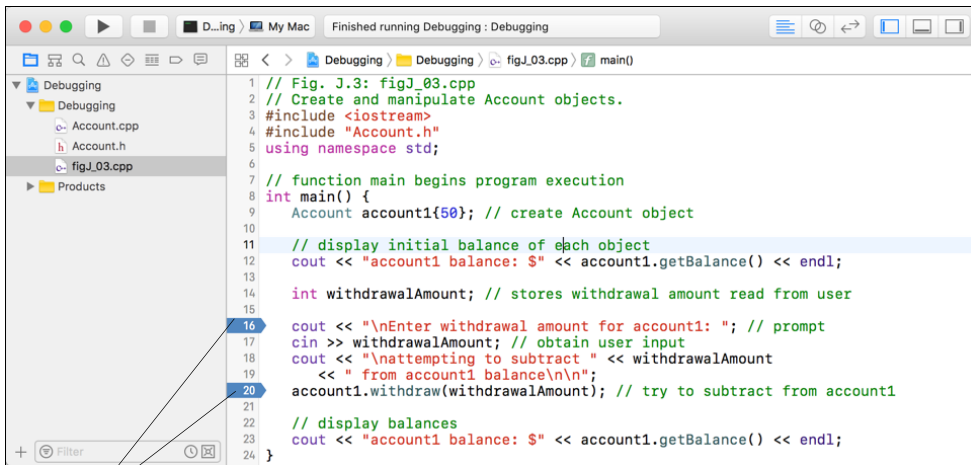 D...ing 〉 My Mac
Finished running Debugging : Debugging
Debugging 〉 Debugging 〉 figJ_03.cpp 〉 main()
Debugging
Debugging
Account.cpp
Account.h
figJ_03.cpp
Products
Filter
1 // Fig. J.3: figJ_03.cpp
2 // Create and manipulate Account objects.
3 #include <iostream>
4 #include "Account.h"
5 using namespace std;
6
7 // function main begins program execution
8 int main() {
9    Account account1{50}; // create Account object
10
11    // display initial balance of each object
12    cout << "account1 balance: $" << account1.getBalance() << endl;
13
14    int withdrawalAmount; // stores withdrawal amount read from user
15
16    cout << "\nEnter withdrawal amount for account1: "; // prompt
17    cin >> withdrawalAmount; // obtain user input
18    cout << "\nattempting to subtract " << withdrawalAmount
19       << " from account1 balance\n\n";
20    account1.withdraw(withdrawalAmount); // try to subtract from account1
21
22    // display balances
23    cout << "account1 balance: $" << account1.getBalance() << endl;
24 }